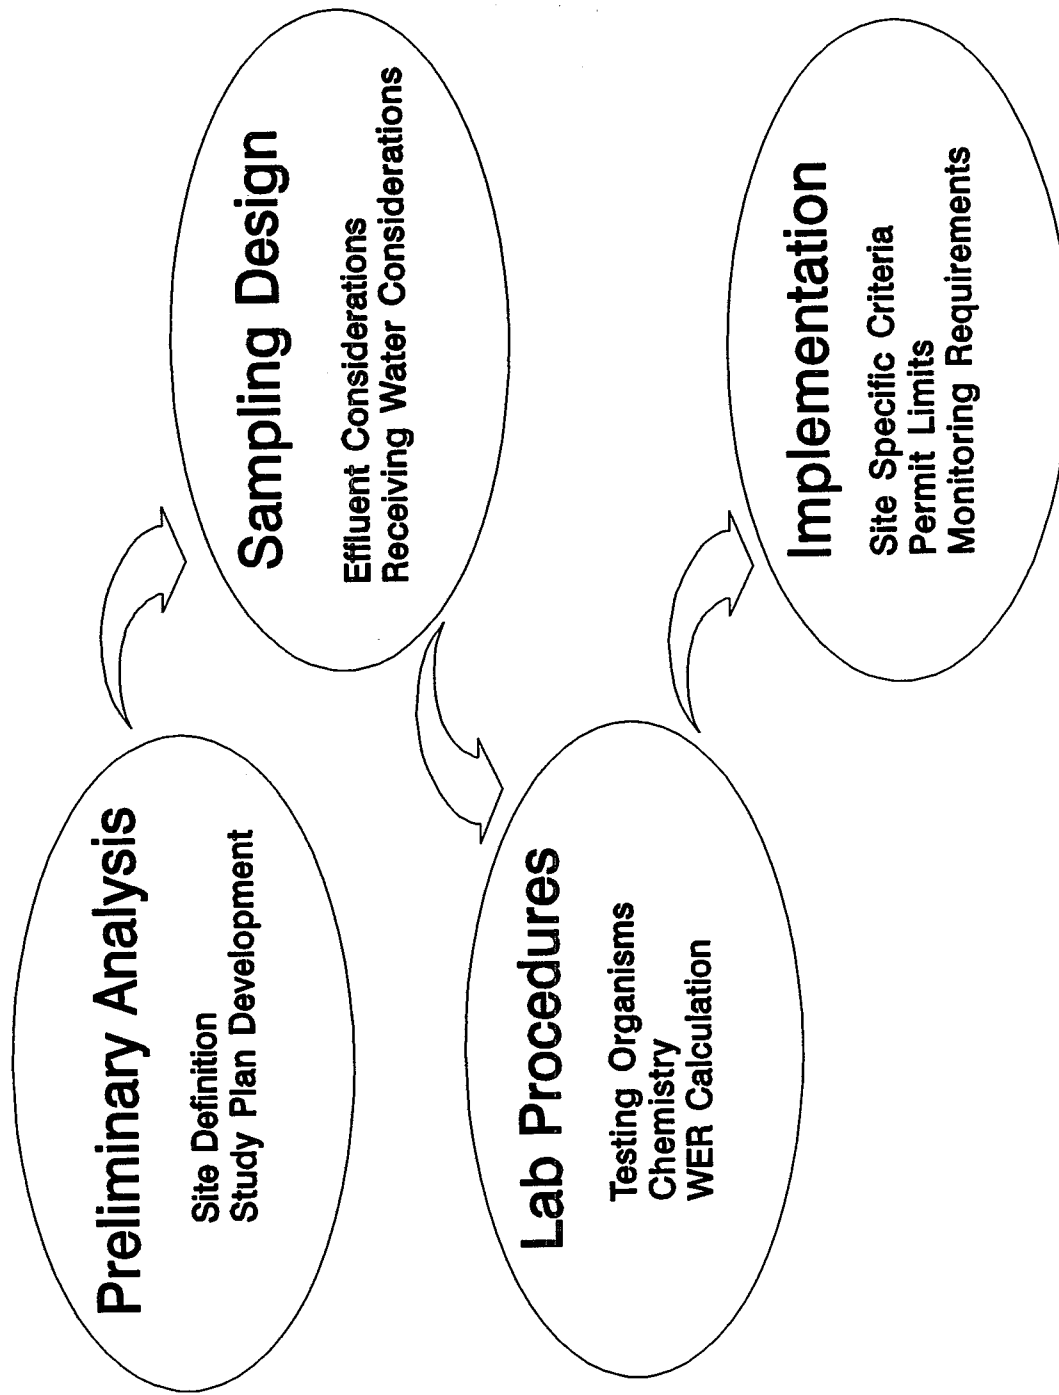 Preliminary Analysis
Site Definition
Study Plan Development
Sampling Design
Effluent Considerations
Receiving Water Considerations
Lab Procedures
Testing Organisms
Chemistry
WER Calculation
Implementation
Site Specific Criteria
Permit Limits
Monitoring Requirements